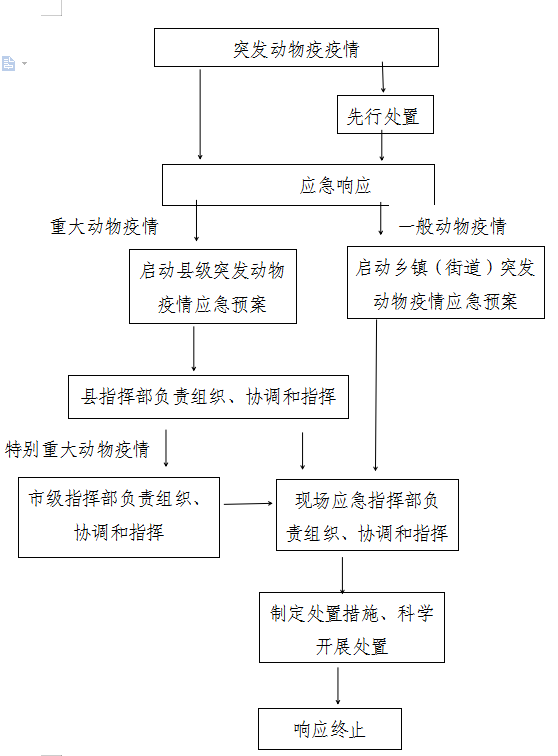 突发动物疫疫情
先行处置
应急响应
重大动物疫情
一般动物疫情
启动县级突发动物
疫情应急预案
启动乡镇（街道）突发
动物疫情应急预案
县指挥部负责组织、协调和指挥
特别重大动物疫情
市级指挥部负责组织、
协调和指挥
现场应急指挥部负
责组织、协调和指挥
制定处置措施、科学
开展处置
响应终止